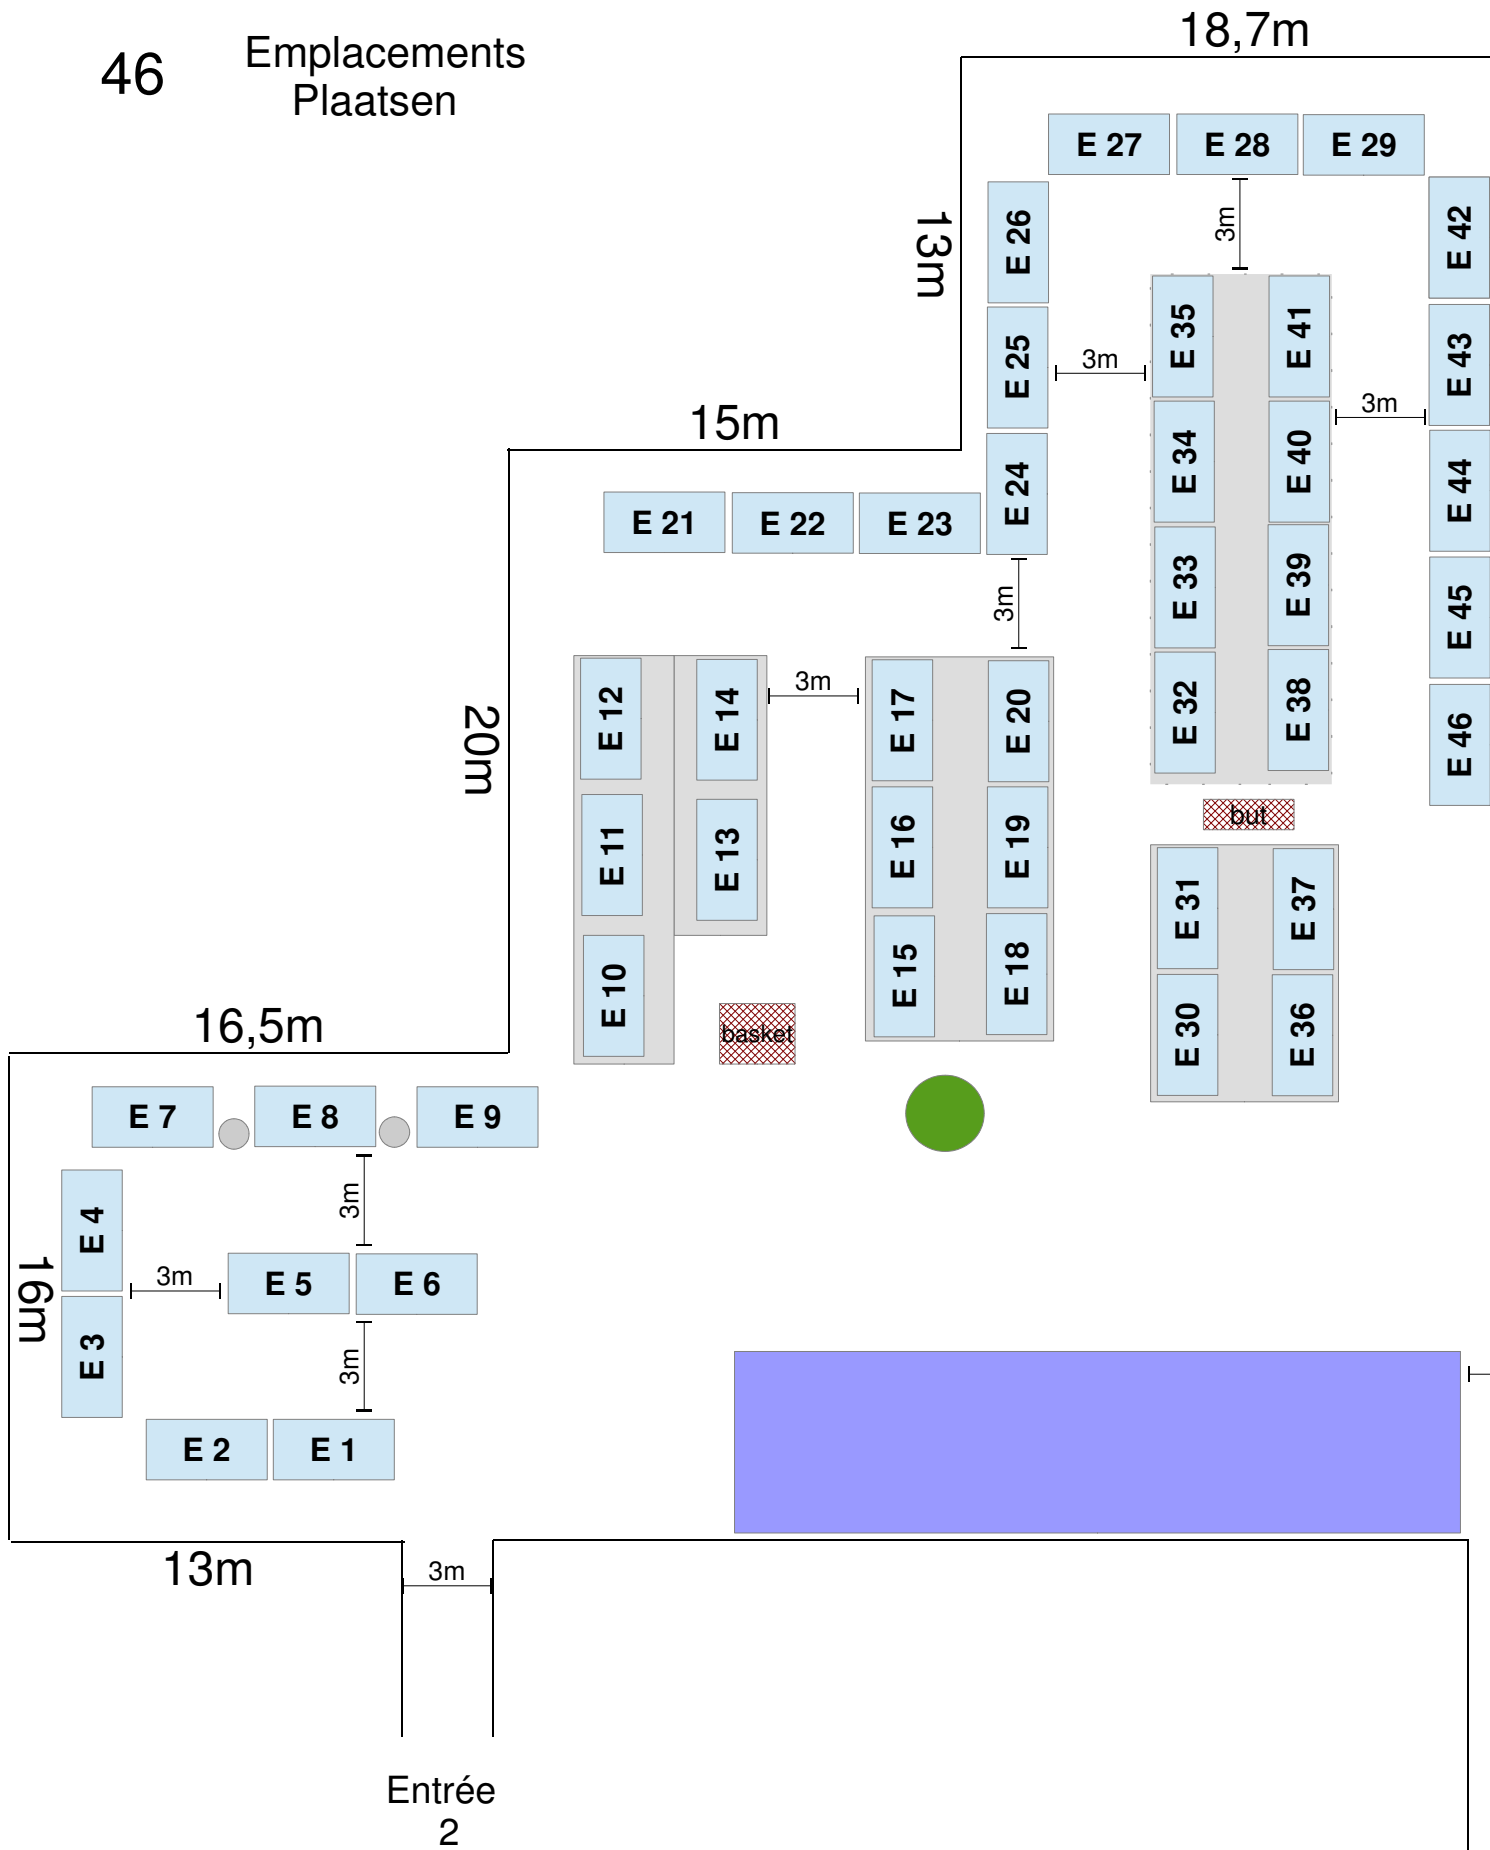 18,7m
46
Emplacements
Plaatsen
E 27
E 28
E 29
13m
E 26
3m
E 42
E 25
3m
E 35
E 41
E 43
3m
15m
E 24
E 34
E 40
E 44
E 21
E 22
E 23
3m
E 33
E 39
E 45
20m
E 12
E 14
3m
E 17
E 20
E 32
E 38
E 46
but
E 11
E 13
E 16
E 19
E 31
E 37
E 10
basket
E 15
E 18
E 30
E 36
16,5m
E 7
E 8
E 9
E 4
3m
16m
3m
E 5
E 6
E 3
3m
E 2
E 1
13m
3m
Entrée
2